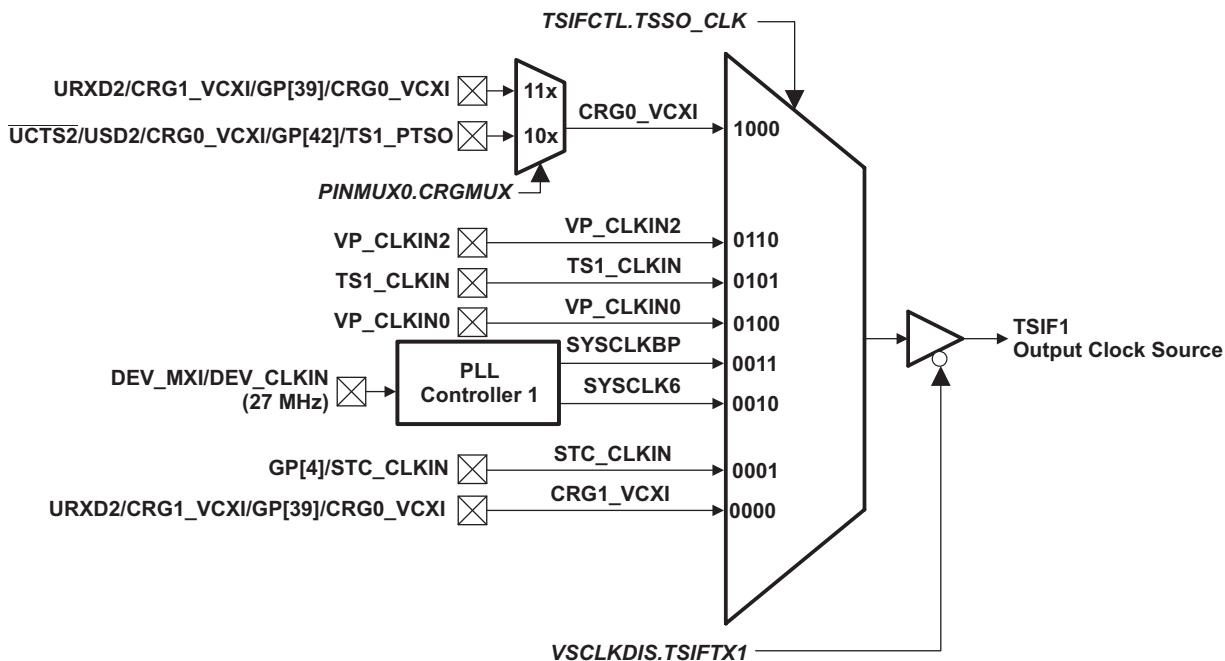 TSIFCTL.TSSO_CLK
URXD2/CRG1_VCXI/GP[39]/CRG0_VCXI
11x
CRG0_VCXI
1000
UCTS2/USD2/CRG0_VCXI/GP[42]/TS1_PTSO
10x
PINMUX0.CRGMUX
VP_CLKIN2
VP_CLKIN2
0110
TS1_CLKIN
TS1_CLKIN
0101
VP_CLKIN0
VP_CLKIN0
0100
SYSCLKBP
0011
DEV_MXI/DEV_CLKIN
(27 MHz)
PLL
Controller 1
SYSCLK6
0010
TSIF1
Output Clock Source
GP[4]/STC_CLKIN
STC_CLKIN
0001
URXD2/CRG1_VCXI/GP[39]/CRG0_VCXI
CRG1_VCXI
0000
VSCLKDIS.TSIFTX1